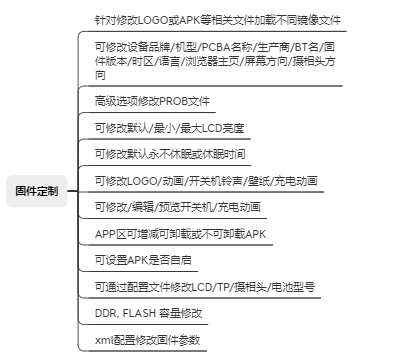 针对修改LOGO或APK等相关文件加载不同镜像文件
可修改设备品牌/机型/PCBA名称/生产商/BT名/固
件版本/时区/语言/浏览器主页/屏幕方向/摄相头方
向
高级选项修改PROB文件
可修改默认/最小/最大LCD亮度
可修改默认永不休眠或休眠时间
固件定制
可修改LOGO/动画/开关机铃声/壁纸/充电动画
可修改/编辑/预览开关机/充电动画
APP区可增减可卸载或不可卸载APK
可设置APK是否自启
可通过配置文件修改LCD/TP/摄相头/电池型号
DDR, FLASH 容量修改
xml配置修改固件参数